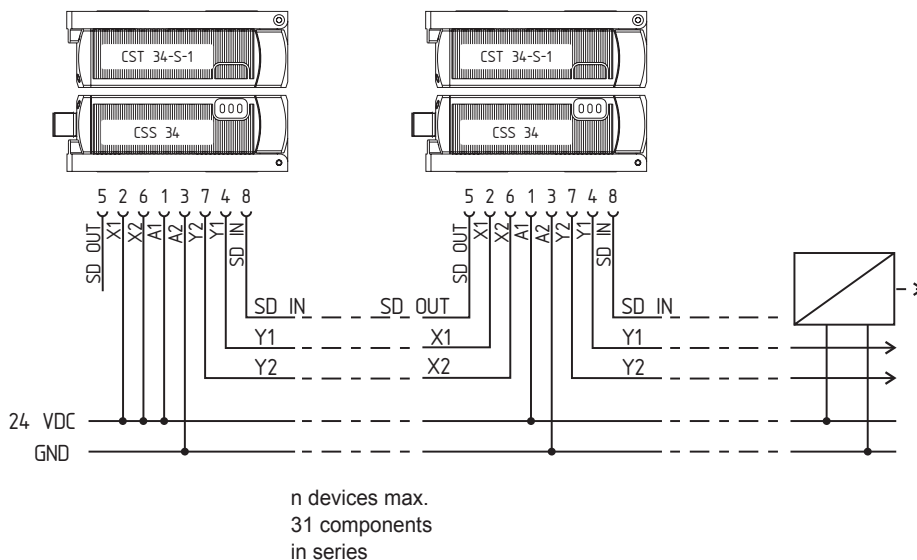 CST 34-S-1 CST 34-S-1
000 000
CSS 34 CSS 34
5 2 6 1 3 7 4 8 5 2 6 1 3 7 4 8
SD OUT X1 X2 A1 A2 Y2 Y1 SD IN SD OUT X1 X2 A1 A2 Y2 Y1 SD IN
SD IN SD OUT SD IN
Y1 X1 Y1
Y2 X2 Y2
24 VDC
GND
n devices max.
31 components
in series